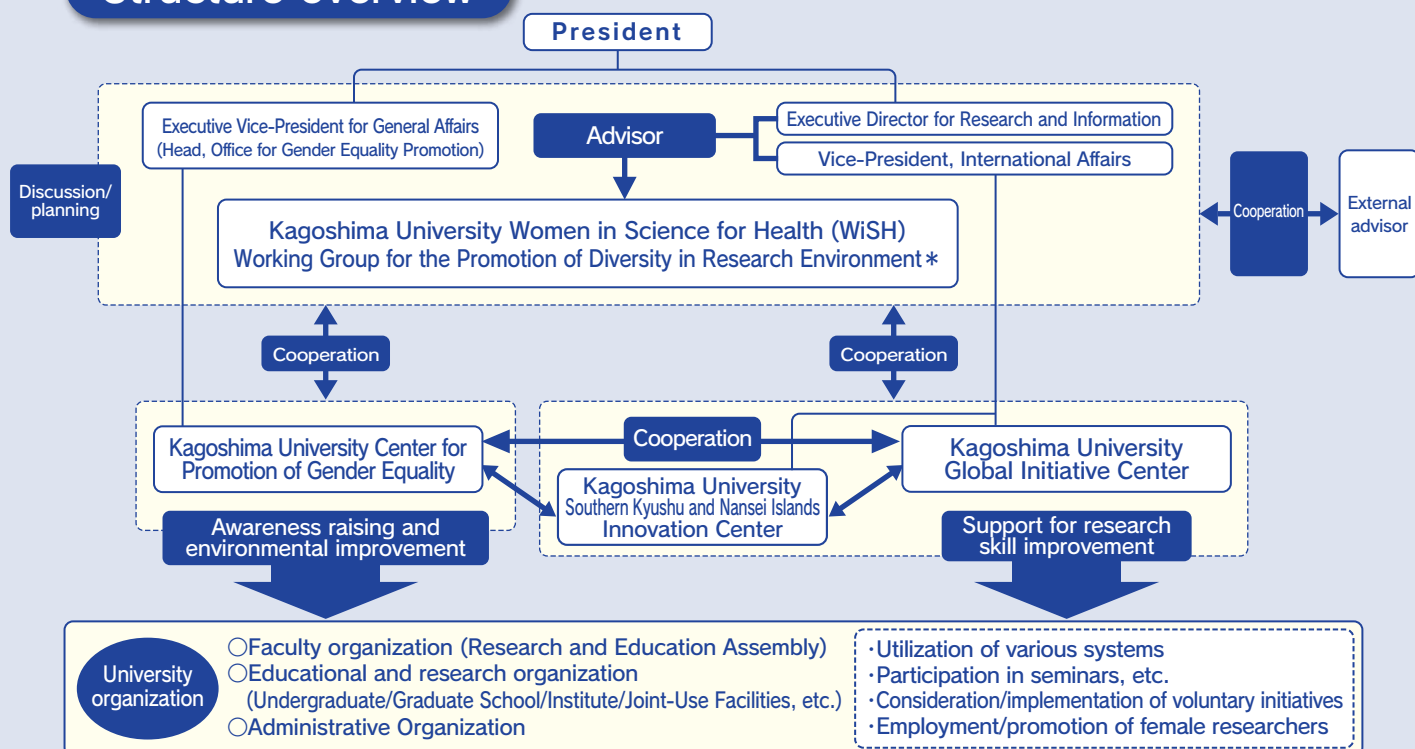 Structure overview
President
Executive Vice-President for General Affairs
(Head, Office for Gender Equality Promotion)
Advisor
Executive Director for Research and Information
Vice-President, International Affairs
Discussion/
planning
Cooperation
External
advisor
Kagoshima University Women in Science for Health (WiSH)
Working Group for the Promotion of Diversity in Research Environment＊
Cooperation
Cooperation
Kagoshima University Center for
Promotion of Gender Equality
Cooperation
Kagoshima University
Global Initiative Center
Kagoshima University
Southern Kyushu and Nansei Islands
Innovation Center
Awareness raising and
environmental improvement
Support for research
skill improvement
University
organization
○Faculty organization (Research and Education Assembly)
○Educational and research organization
(Undergraduate/Graduate School/Institute/Joint-Use Facilities, etc.)
○Administrative Organization
・Utilization of various systems
・Participation in seminars, etc.
・Consideration/implementation of voluntary initiatives
・Employment/promotion of female researchers